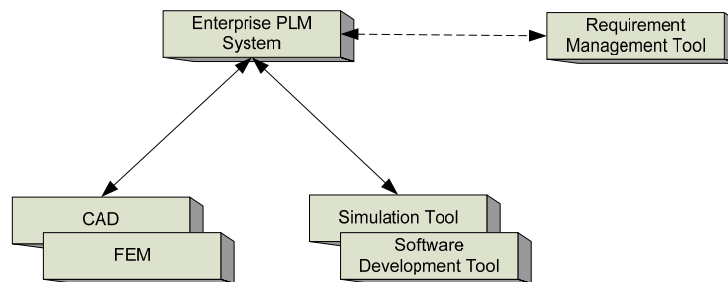 Enterprise PLM
System
Requirement
Management Tool
CAD
FEM
Simulation Tool
Software
Development Tool